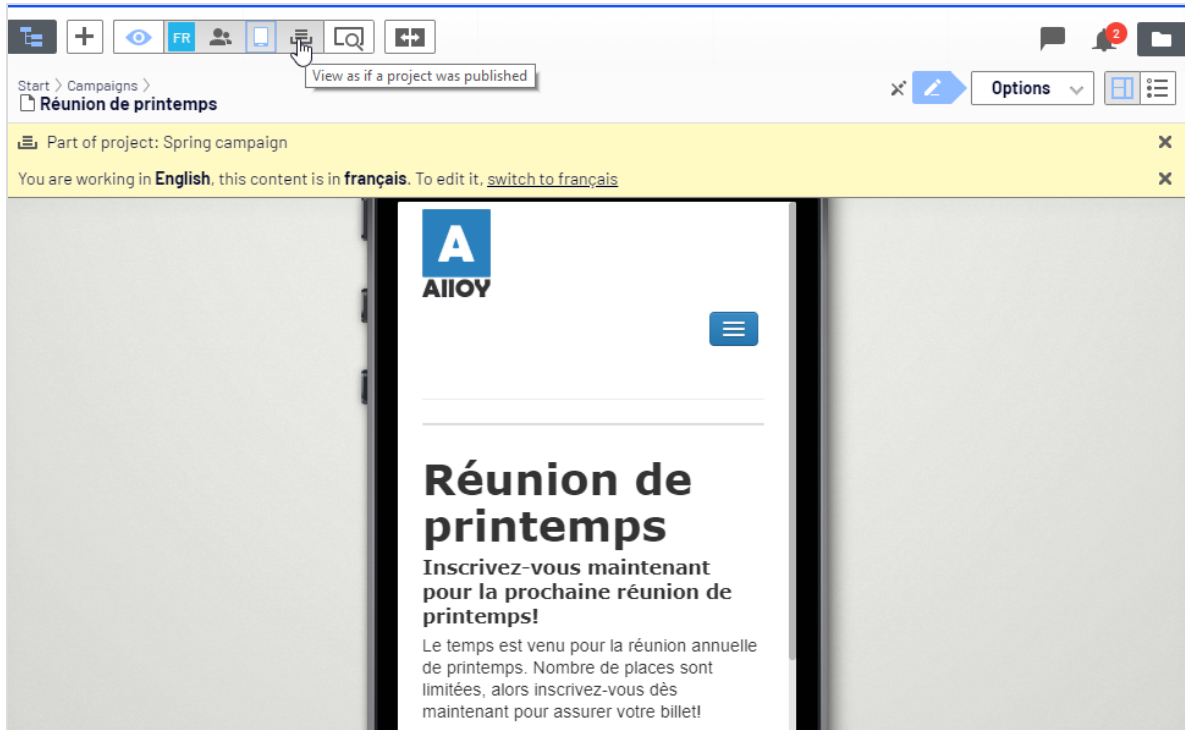 FR
2
View as if a project was published
Start > Campaigns >
Réunion de printemps
Options
Part of project: Spring campaign
You are working in English, this content is in français. To edit it, switch to français
A
AllOY
Réunion de
printemps
Inscrivez-vous maintenant
pour la prochaine réunion de
printemps!
Le temps est venu pour la réunion annuelle
de printemps. Nombre de places sont
limitées, alors inscrivez-vous dès
maintenant pour assurer votre billet!